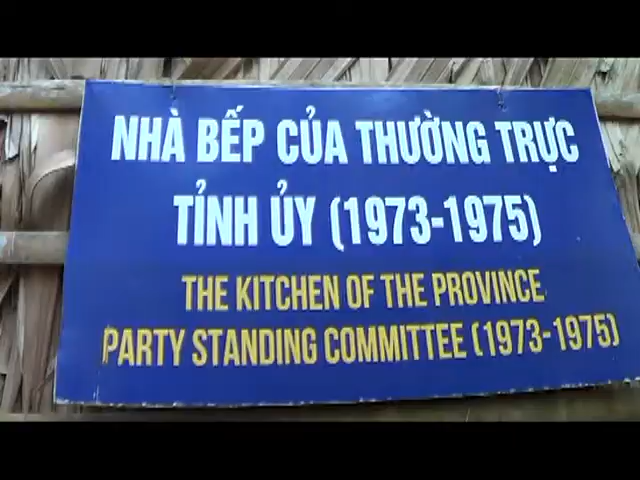 NHÀ BẾP CỦA THƯỜNG TRỰC
TỈNH ỦY (1973-1975)
THE KITCHEN OF THE PROVINCE
PARTY STANDING COMMITTEE (1973-1975)